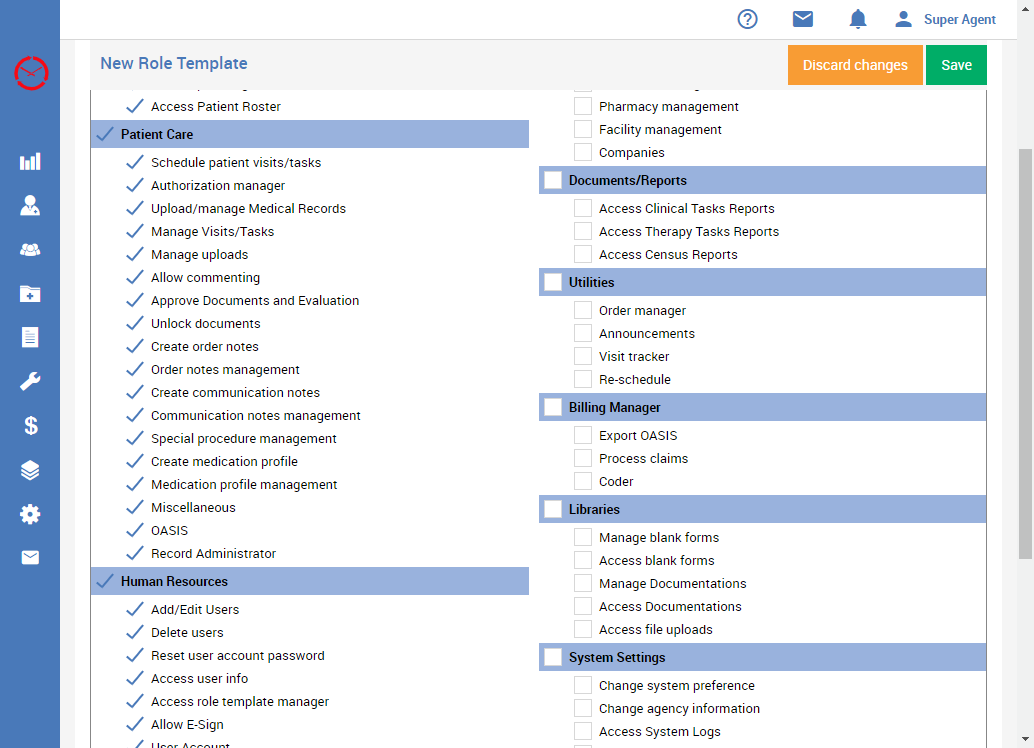 Super Agent
New Role Template
Discard changes
Save
Access Patient Roster
Patient Care
Schedule patient visits/tasks
Authorization manager
Upload/manage Medical Records
Manage Visits/Tasks
Manage uploads
Allow commenting
Approve Documents and Evaluation
Unlock documents
Create order notes
Order notes management
Create communication notes
Communication notes management
Special procedure management
Create medication profile
Medication profile management
Miscellaneous
OASIS
Record Administrator
Human Resources
Add/Edit Users
Delete users
Reset user account password
Access user info
Access role template manager
Allow E-Sign
User Account
Pharmacy management
Facility management
Companies
Documents/Reports
Access Clinical Tasks Reports
Access Therapy Tasks Reports
Access Census Reports
Utilities
Order manager
Announcements
Visit tracker
Re-schedule
Billing Manager
Export OASIS
Process claims
Coder
Libraries
Manage blank forms
Access blank forms
Manage Documentations
Access Documentations
Access file uploads
System Settings
Change system preference
Change agency information
Access System Logs